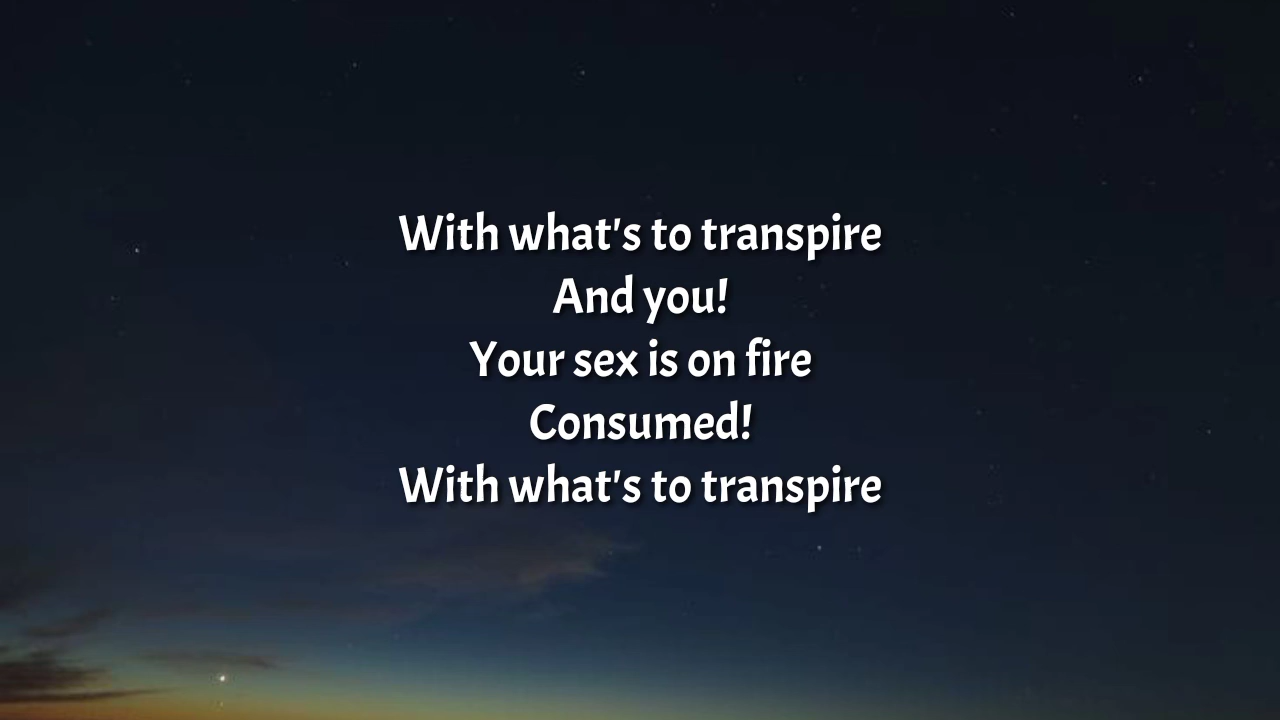 With what's to transpire
And you!
Your sex is on fire
Consumed!
With what's to transpire